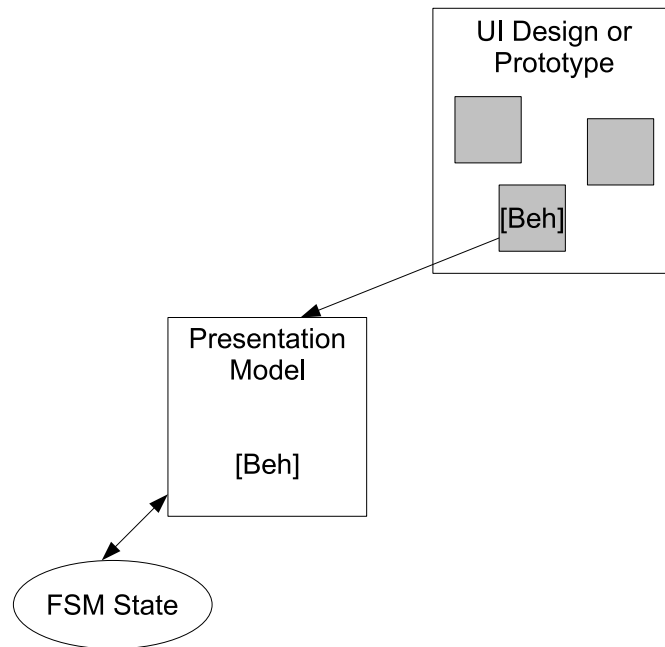 UI Design or
Prototype
[Beh]
Presentation
Model
[Beh]
FSM State